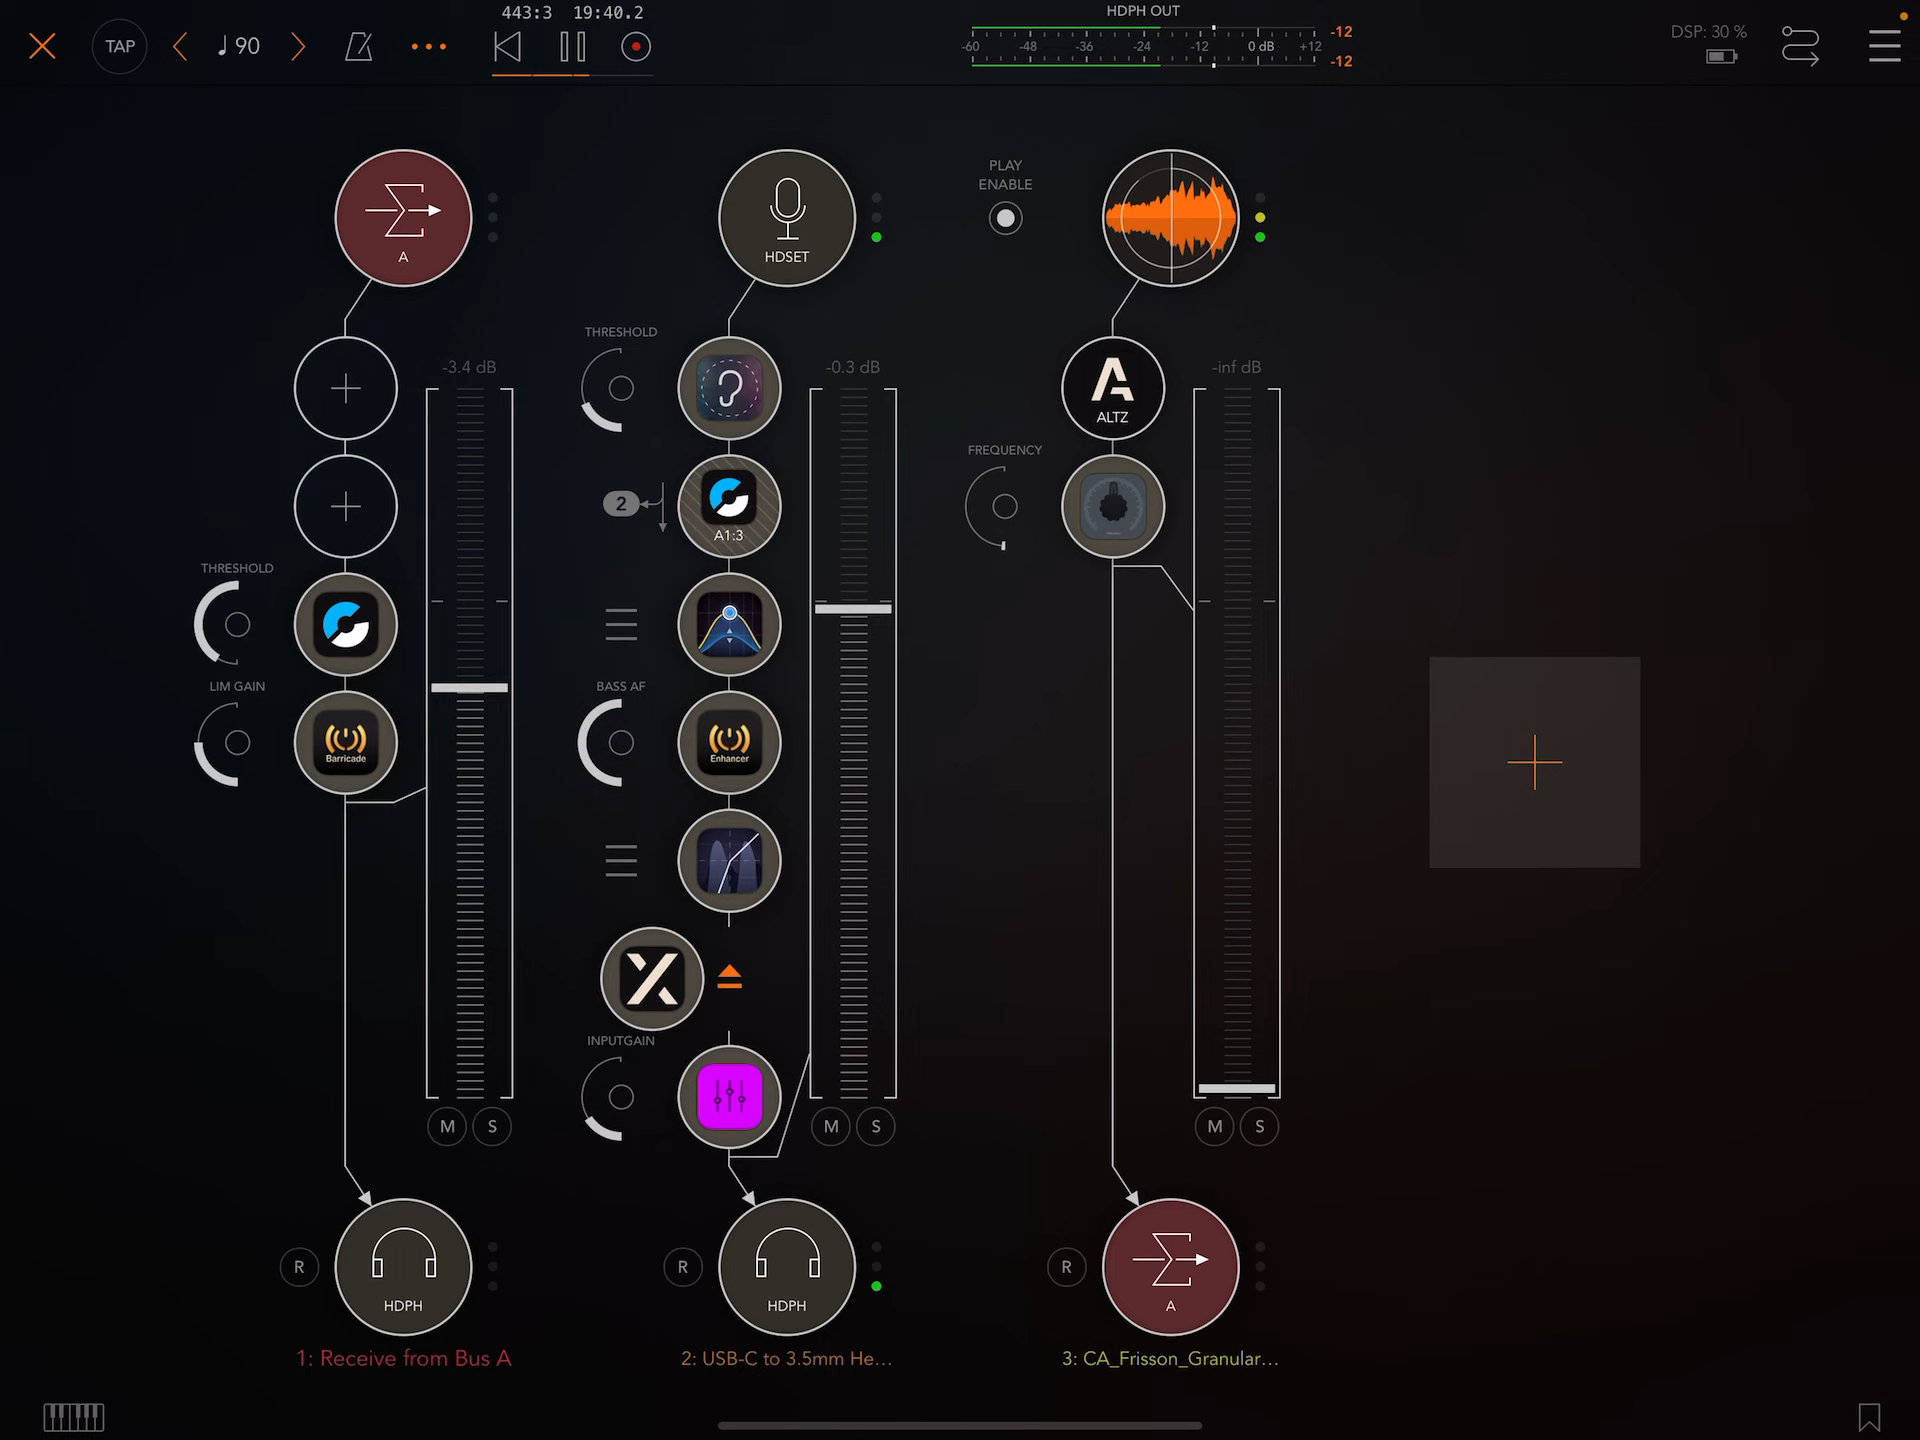 443:3 19:40.2
HDPH OUT
TAP
♩ 90
-60 -48 -36 -24 -12 0 dB +12
-12
-12
DSP: 30 %
A
HDSET
PLAY
ENABLE
THRESHOLD
-3.4 dB
-0.3 dB
-inf dB
ALTZ
FREQUENCY
2
A1:3
THRESHOLD
LIM GAIN
Barricade
BASS AF
Enhancer
INPUTGAIN
M S
M S
M S
R
HDPH
R
HDPH
R
A
1: Receive from Bus A
2: USB-C to 3.5mm He...
3: CA_Frisson_Granular...